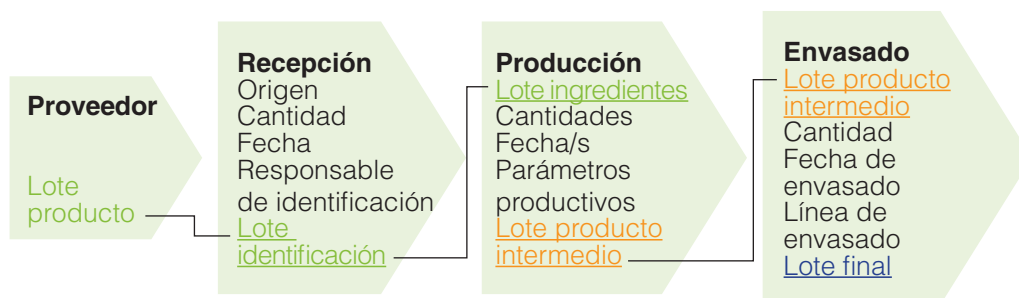 Proveedor
Lote
producto
Recepción
Origen
Cantidad
Fecha
Responsable
de identificación
Lote
identificación
Producción
Lote ingredientes
Cantidades
Fecha/s
Parámetros
productivos
Lote producto
intermedio
Envasado
Lote producto
intermedio
Cantidad
Fecha de
envasado
Línea de
envasado
Lote final